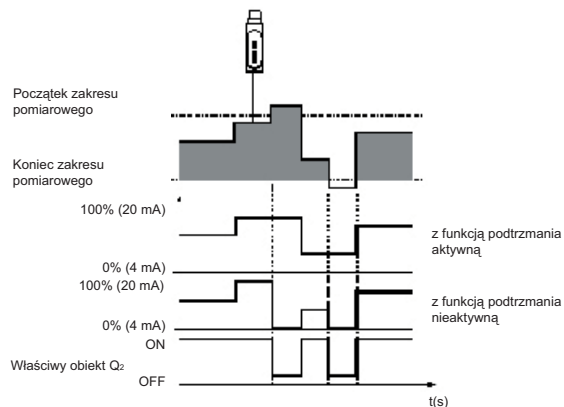 Początek zakresu
pomiarowego
Koniec zakresu
pomiarowego
100% (20 mA)
z funkcją podtrzmania
aktywną
0% (4 mA)
100% (20 mA)
z funkcją podtrzmania
nieaktywną
0% (4 mA)
ON
Właściwy obiekt Q2
OFF
t(s)